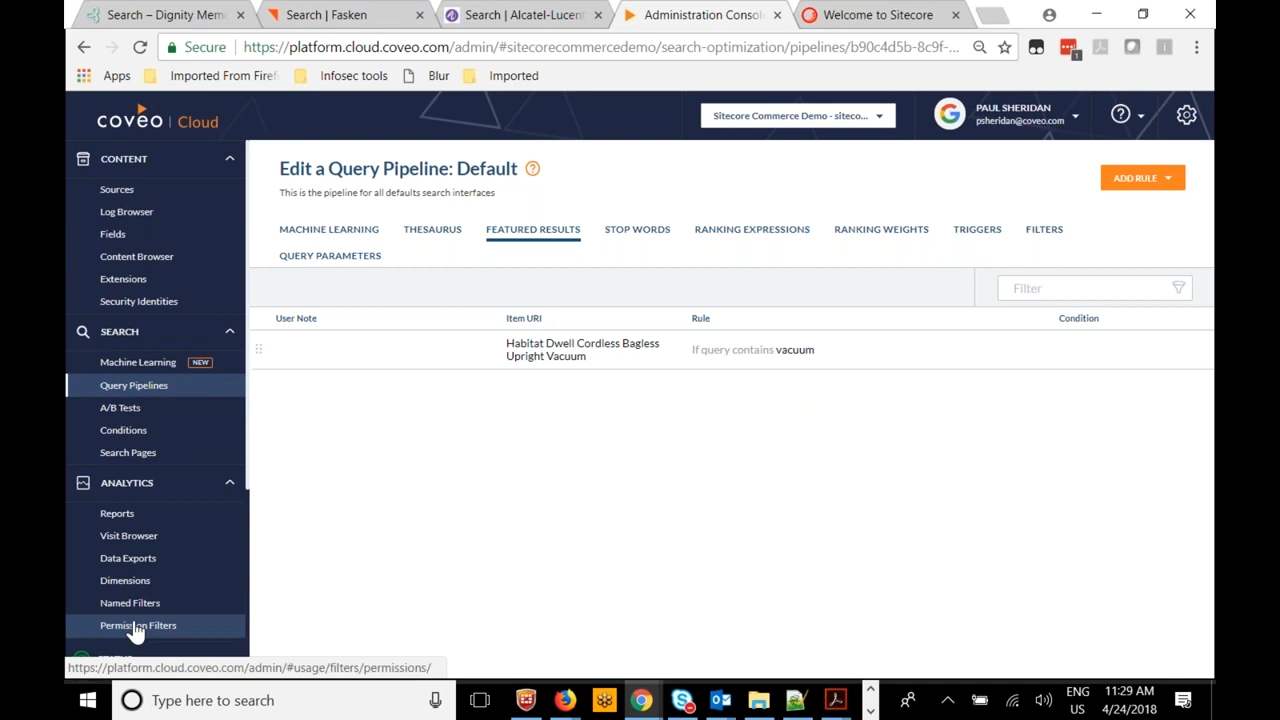 Search – Dignity Mem
Search | Fasken
Search | Alcatel-Lucent
Administration Consol
Welcome to Sitecore
Secure
https://platform.cloud.coveo.com/admin/#sitecorecommercedemo/search-optimization/pipelines/b90c4d5b-8c9f-...
1
Apps
Imported From Firef
Infosec tools
Blur
Imported
coveo | Cloud
Sitecore Commerce Demo - siteco...
PAUL SHERIDAN
psheridan@coveo.com
CONTENT
Sources
Log Browser
Fields
Content Browser
Extensions
Security Identities
SEARCH
Machine Learning NEW
Query Pipelines
A/B Tests
Conditions
Search Pages
ANALYTICS
Reports
Visit Browser
Data Exports
Dimensions
Named Filters
Permission Filters
Edit a Query Pipeline: Default
This is the pipeline for all defaults search interfaces
ADD RULE
MACHINE LEARNING
THESAURUS
FEATURED RESULTS
STOP WORDS
RANKING EXPRESSIONS
RANKING WEIGHTS
TRIGGERS
FILTERS
QUERY PARAMETERS
Filter
User Note
Item URI
Rule
Condition
Habitat Dwell Cordless Bagless
Upright Vacuum
If query contains vacuum
https://platform.cloud.coveo.com/admin/#usage/filters/permissions/
Type here to search
ENG
US
11:29 AM
4/24/2018